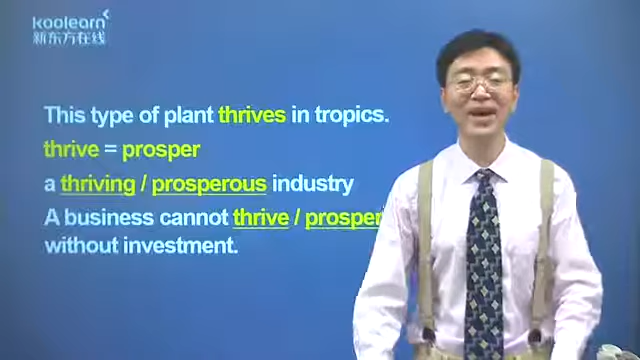 koolearn
新东方在线
This type of plant thrives in tropics.
thrive = prosper
a thriving / prosperous industry
A business cannot thrive / prosper
without investment.